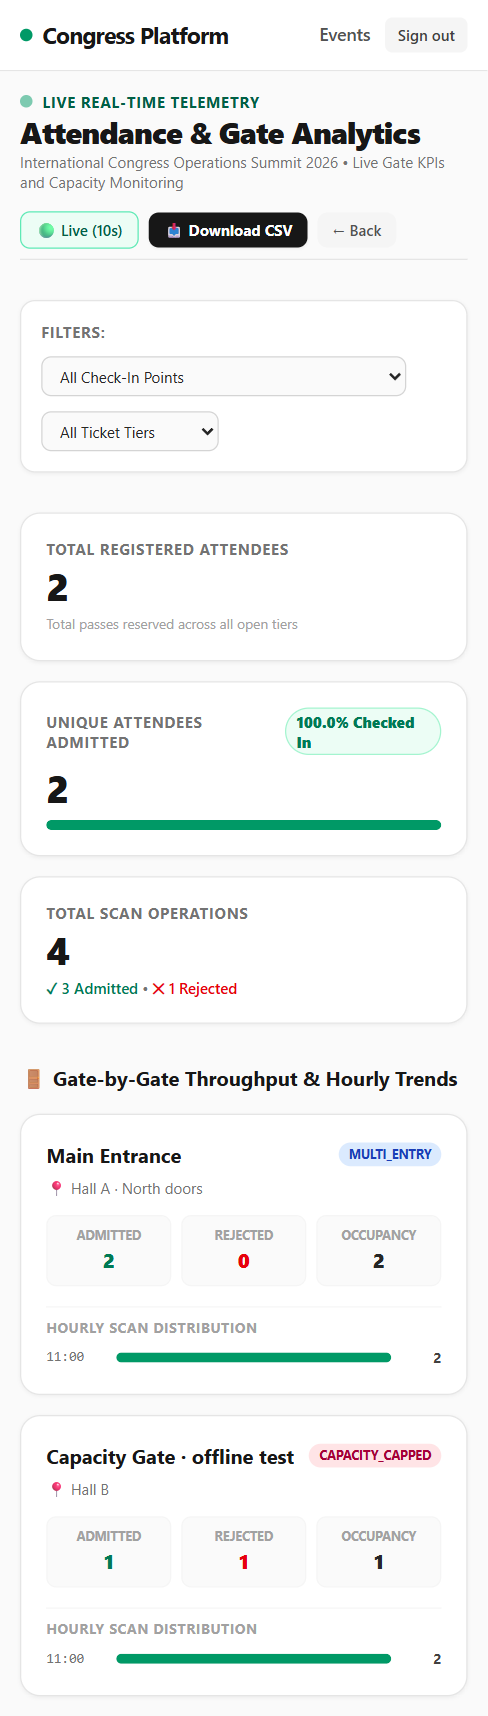 Congress Platform
Events
Sign out
LIVE REAL-TIME TELEMETRY
Attendance & Gate Analytics
International Congress Operations Summit 2026 • Live Gate KPIs
and Capacity Monitoring
Live (10s)
Download CSV
← Back
FILTERS:
All Check-In Points
All Ticket Tiers
TOTAL REGISTERED ATTENDEES
2
Total passes reserved across all open tiers
UNIQUE ATTENDEES
ADMITTED
100.0% Checked
In
2
TOTAL SCAN OPERATIONS
4
✓ 3 Admitted • ✕ 1 Rejected
Gate-by-Gate Throughput & Hourly Trends
Main Entrance
MULTI_ENTRY
Hall A · North doors
ADMITTED
2
REJECTED
0
OCCUPANCY
2
HOURLY SCAN DISTRIBUTION
11:00
2
Capacity Gate · offline test
CAPACITY_CAPPED
Hall B
ADMITTED
1
REJECTED
1
OCCUPANCY
1
HOURLY SCAN DISTRIBUTION
11:00
2